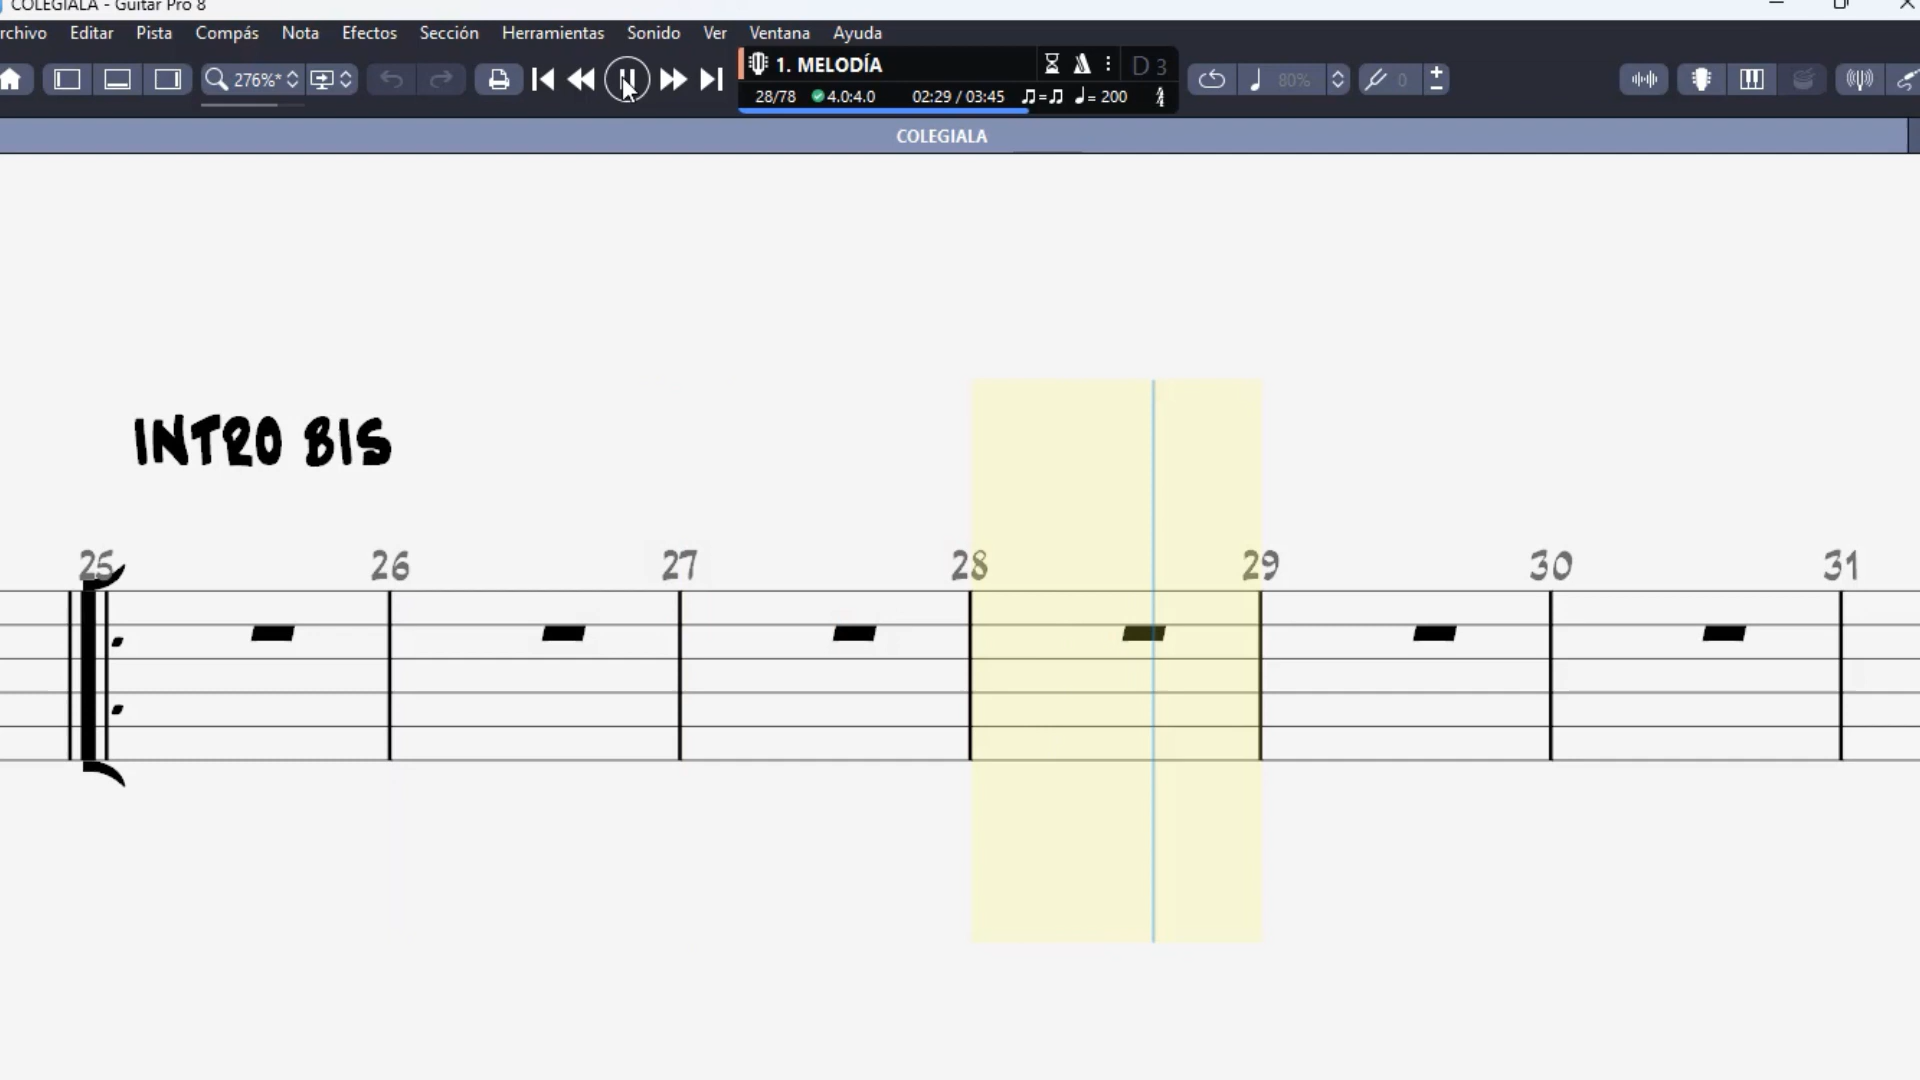 COLEGIALA - Guitar Pro 8
rchivo Editar Pista Compás Nota Efectos Sección Herramientas Sonido Ver Ventana Ayuda
276%* 1. MELODÍA D 3 80% 0
28/78 4.0:4.0 02:29 / 03:45 = 200
COLEGIALA
INTRO BIS
25 26 27 28 29 30 31